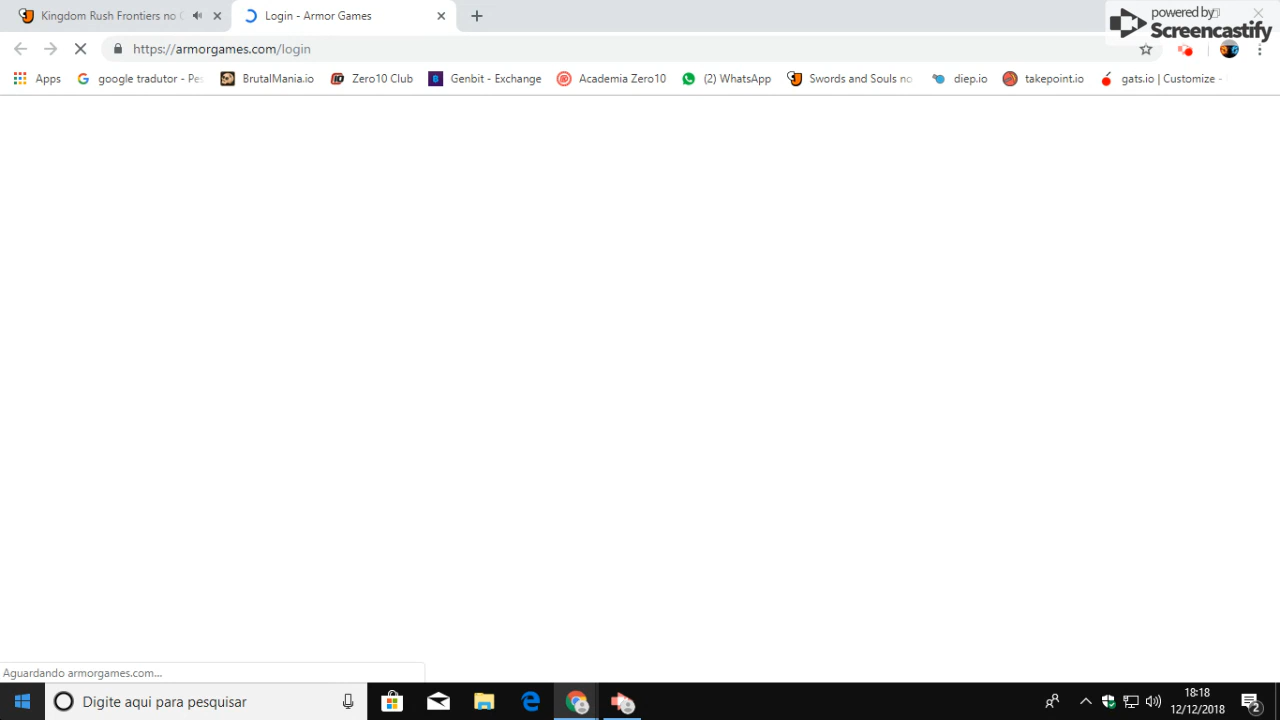 Kingdom Rush Frontiers no
Login - Armor Games
powered by
Screencastify
https://armorgames.com/login
Apps
google tradutor - Pes
BrutalMania.io
Zero10 Club
Genbit - Exchange
Academia Zero10
(2) WhatsApp
Swords and Souls no
diep.io
takepoint.io
gats.io | Customize -
Aguardando armorgames.com...
Digite aqui para pesquisar
18:18
12/12/2018
2